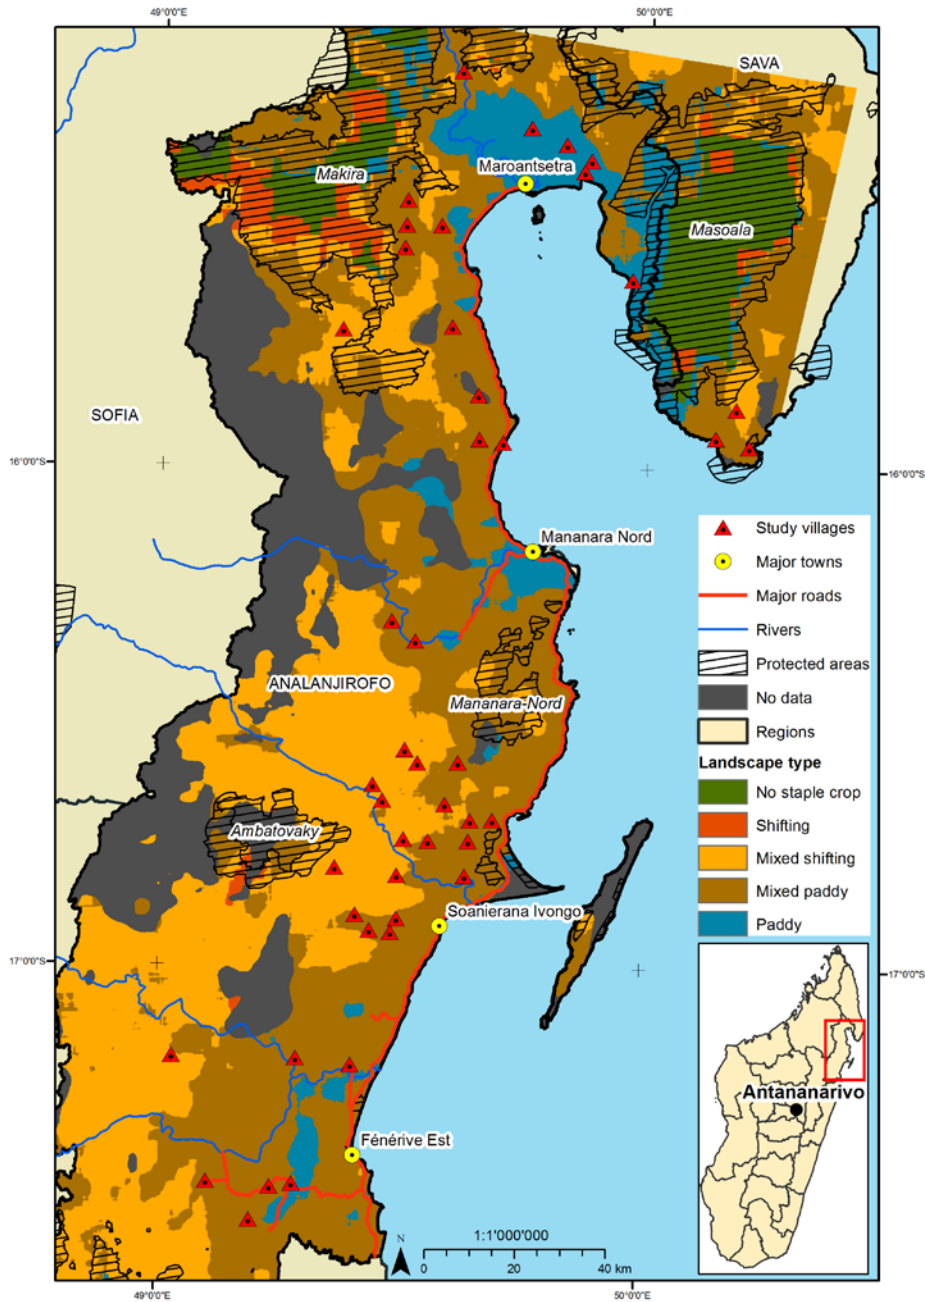 49°0'0"E
50°0'0"E
SAVA
Maroantsetra
Makira
Masoala
SOFIA
16°0'0"S
16°0'0"S
Mananara Nord
ANALANJIROFO
Mananara-Nord
Ambatovaky
Soanierana Ivongo
17°0'0"S
17°0'0"S
Fénérive Est
Study villages
Major towns
Major roads
Rivers
Protected areas
No data
Regions
Landscape type
No staple crop
Shifting
Mixed shifting
Mixed paddy
Paddy
Antananarivo
N
1:1'000'000
0 20 40 km
49°0'0"E
50°0'0"E